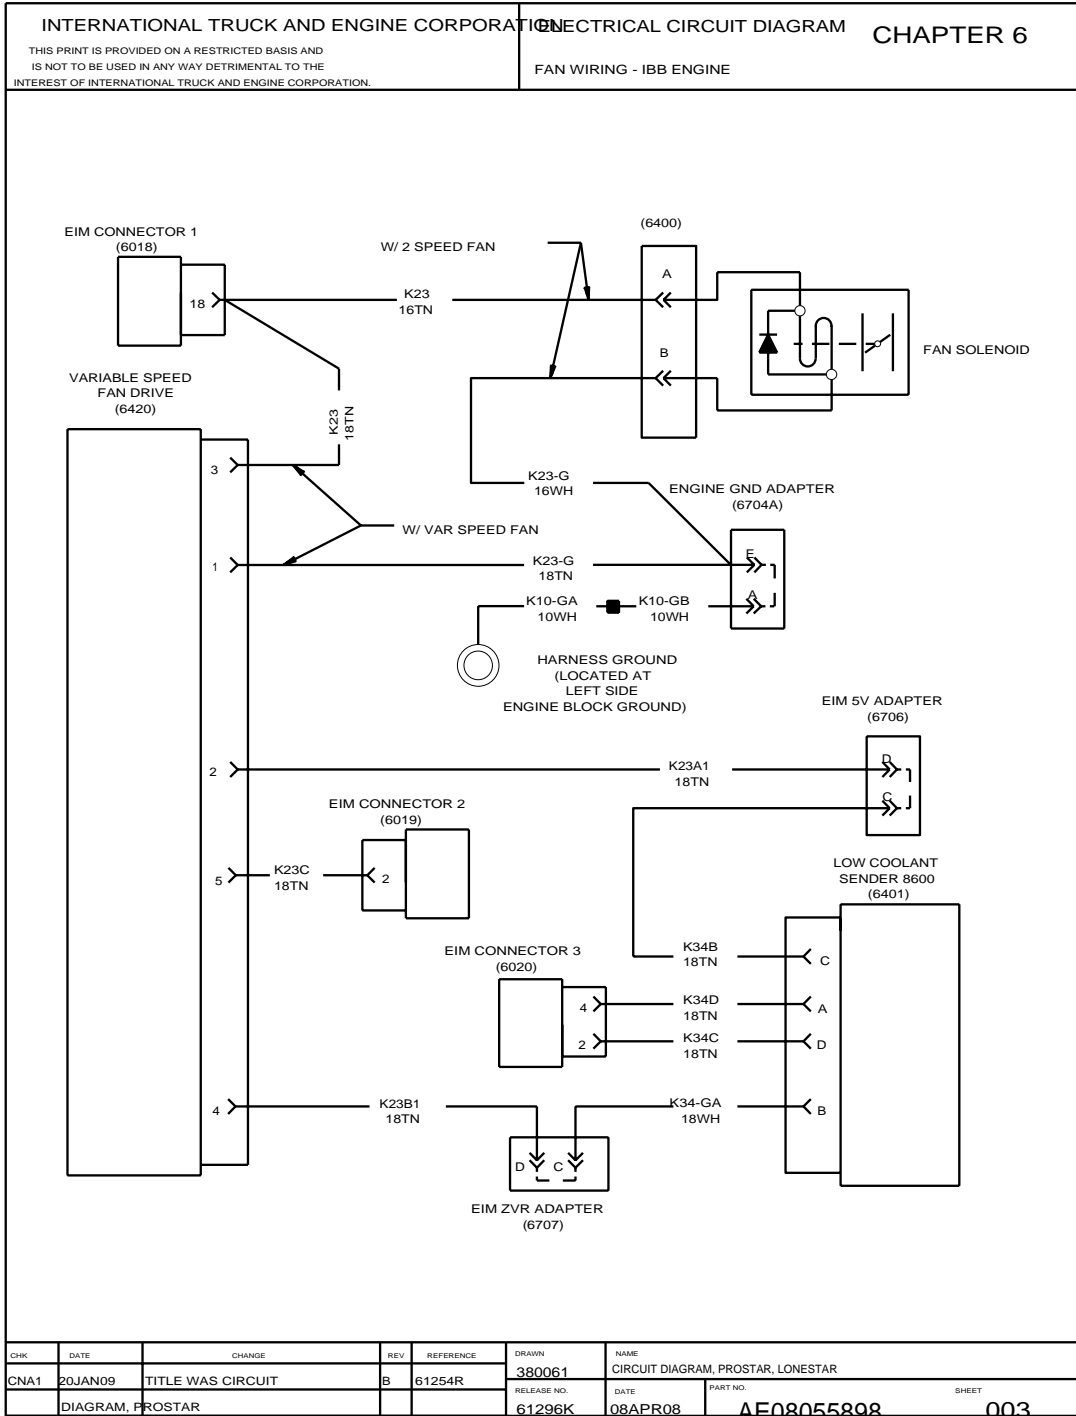 INTERNATIONAL TRUCK AND ENGINE CORPORATION
THIS PRINT IS PROVIDED ON A RESTRICTED BASIS AND
IS NOT TO BE USED IN ANY WAY DETRIMENTAL TO THE
INTEREST OF INTERNATIONAL TRUCK AND ENGINE CORPORATION.
ELECTRICAL CIRCUIT DIAGRAM
CHAPTER 6
FAN WIRING - IBB ENGINE
EIM CONNECTOR 1
(6018)
18
W/ 2 SPEED FAN
K23
16TN
(6400)
A
B
FAN SOLENOID
VARIABLE SPEED
FAN DRIVE
(6420)
K23
18TN
3
W/ VAR SPEED FAN
K23-G
16WH
ENGINE GND ADAPTER
(6704A)
E
A
1
K23-G
18TN
K10-GA
10WH
K10-GB
10WH
HARNESS GROUND
(LOCATED AT
LEFT SIDE
ENGINE BLOCK GROUND)
EIM 5V ADAPTER
(6706)
D
C
2
K23A1
18TN
EIM CONNECTOR 2
(6019)
2
5
K23C
18TN
LOW COOLANT
SENDER 8600
(6401)
EIM CONNECTOR 3
(6020)
4
2
K34B
18TN
C
K34D
18TN
A
K34C
18TN
D
4
K23B1
18TN
K34-GA
18WH
B
D
C
EIM ZVR ADAPTER
(6707)
CHK
DATE
CHANGE
REV
REFERENCE
CNA1
20JAN09
TITLE WAS CIRCUIT
B
61254R
DIAGRAM, PROSTAR
DRAWN
380061
NAME
CIRCUIT DIAGRAM, PROSTAR, LONESTAR
RELEASE NO.
61296K
DATE
08APR08
PART NO.
AE08055898
SHEET
003